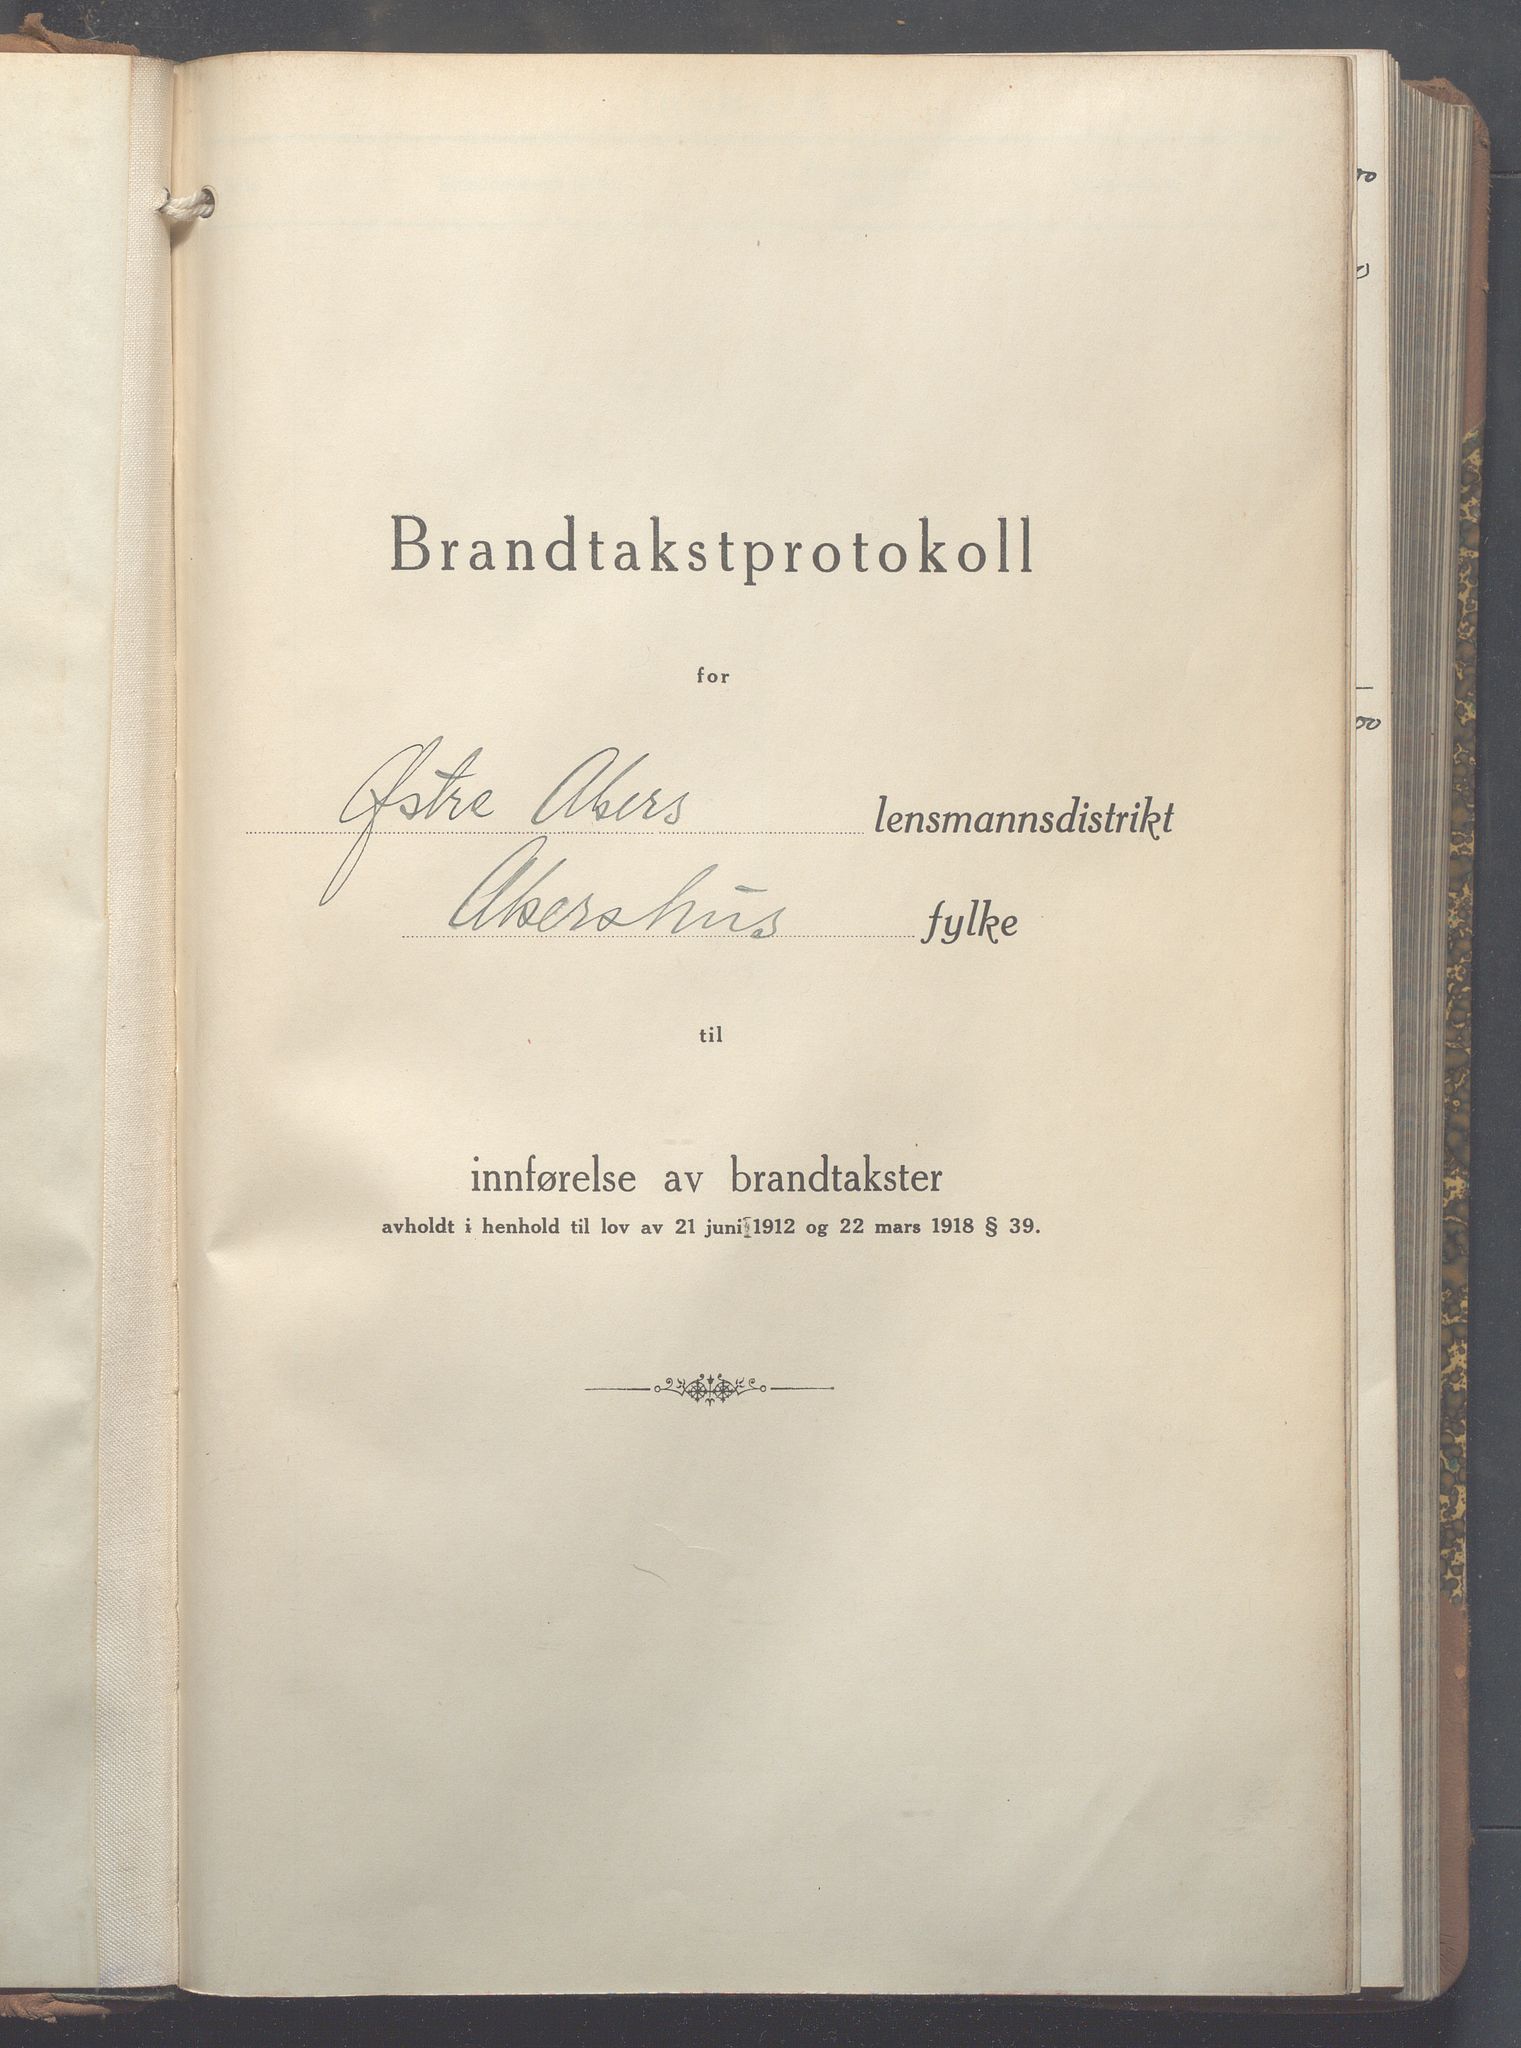 Brandtakstprotokoll
for
Østre Akers lensmannsdistrikt
Akershus fylke
til
innførelse av brandtakster
avholdt i henhold til lov av 21 juni 1912 og 22 mars 1918 § 39.